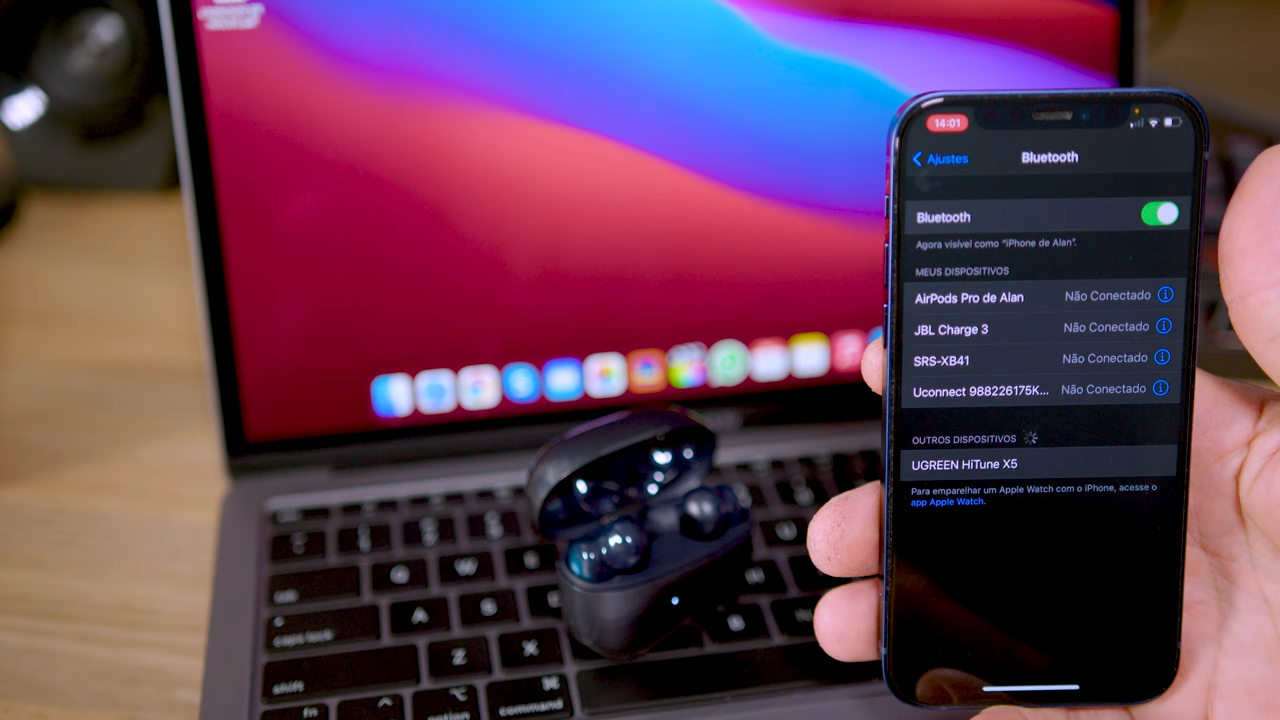 14:01
Ajustes
Bluetooth
Bluetooth
Agora visível como “iPhone de Alan”.
MEUS DISPOSITIVOS
AirPods Pro de Alan Não Conectado
JBL Charge 3 Não Conectado
SRS-XB41 Não Conectado
Uconnect 988226175K... Não Conectado
OUTROS DISPOSITIVOS
UGREEN HiTune X5
Para emparelhar um Apple Watch com o iPhone, acesse o
app Apple Watch.
Q W
caps lock A S
shift Z X
fn ^ option command